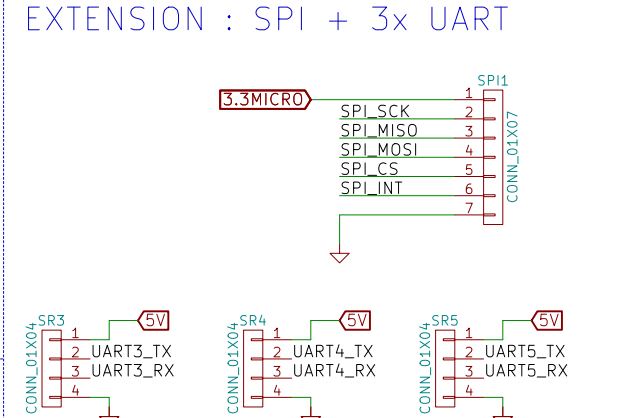 EXTENSION : SPI + 3x UART
SPI1
3.3MICRO
1
SPI_SCK
2
SPI_MISO
3
SPI_MOSI
4
SPI_CS
5
SPI_INT
6
7
CONN_01X07
SR3
5V
1
2
UART3_TX
3
UART3_RX
4
CONN_01X04
SR4
5V
1
2
UART4_TX
3
UART4_RX
4
CONN_01X04
SR5
5V
1
2
UART5_TX
3
UART5_RX
4
CONN_01X04